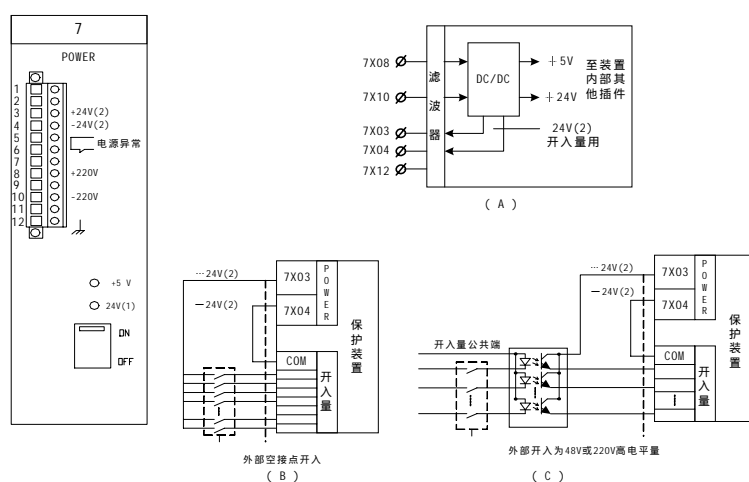 7
POWER
1
2
3
4
5
6
7
8
9
10
11
12
+24V(2)
-24V(2)
电源异常
+220V
-220V
+5 V
24V(1)
ON
OFF
7X08
7X10
7X03
7X04
7X12
滤波器
DC/DC
+5V
+24V
至装置
内部其
他插件
24V(2)
开入量用
( A )
…24V(2)
—24V(2)
7X03
7X04
POWER
COM
开入量
保护装置
外部空接点开入
( B )
…24V(2)
—24V(2)
7X03
7X04
POWER
COM
开入量
保护装置
开入量公共端
外部开入为48V或220V高电平量
( C )